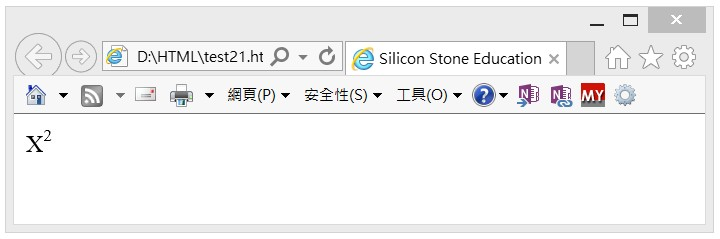 D:\HTML\test21.ht
Silicon Stone Education
網頁(P) 安全性(S) 工具(O) ? N N MY
X²